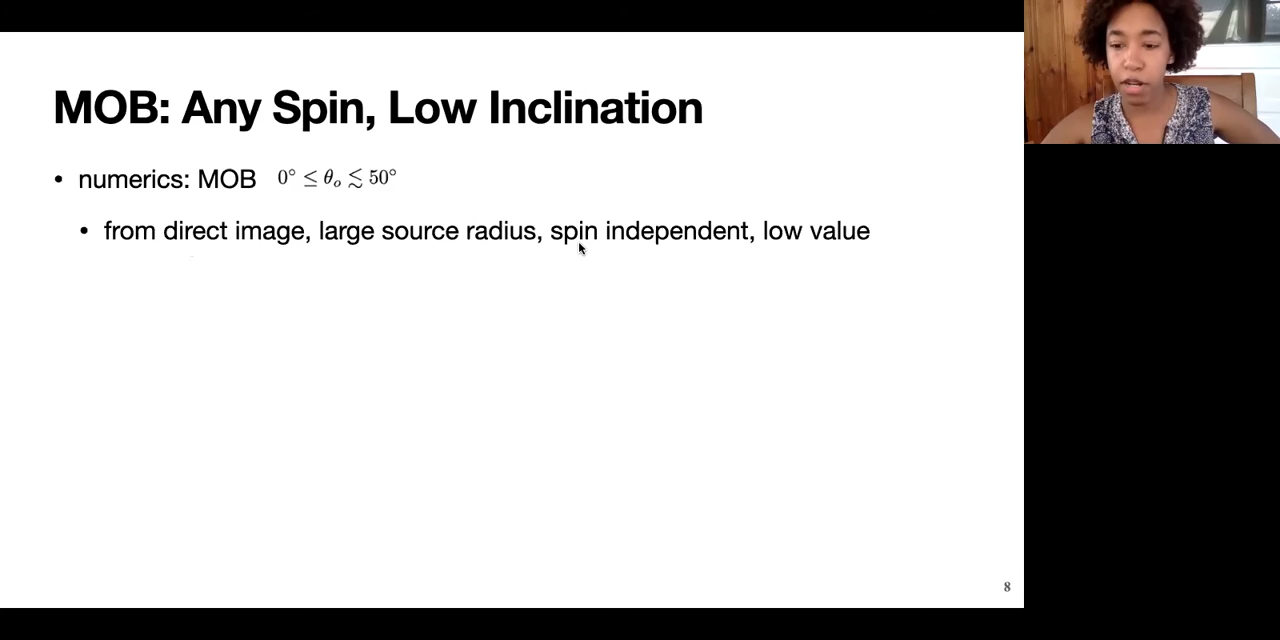 MOB: Any Spin, Low Inclination
• numerics: MOB 0° ≤ θₒ ≲ 50°
• from direct image, large source radius, spin independent, low value
8